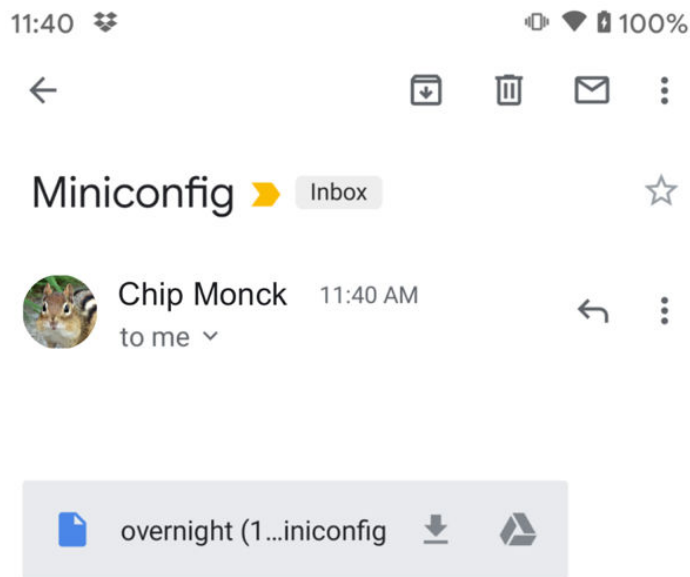 11:40 100%
Miniconfig Inbox
Chip Monck 11:40 AM
to me
overnight (1...iniconfig